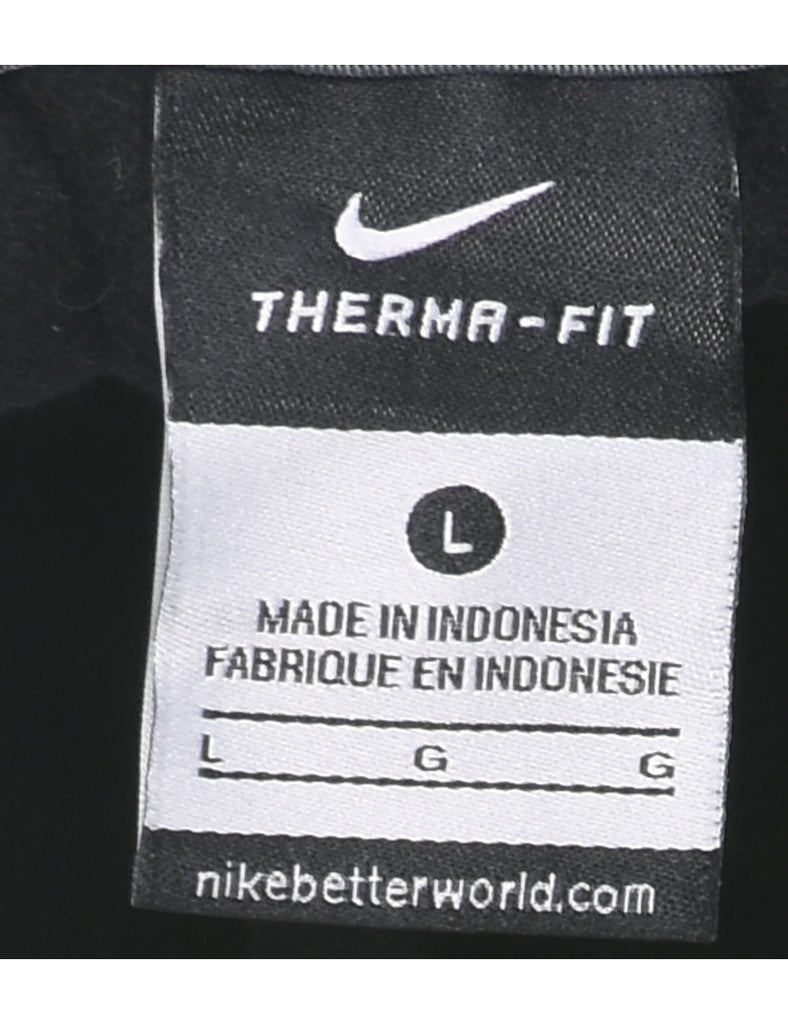 THERMA-FIT
L
MADE IN INDONESIA
FABRIQUE EN INDONESIE
L G G
nikebetterworld.com